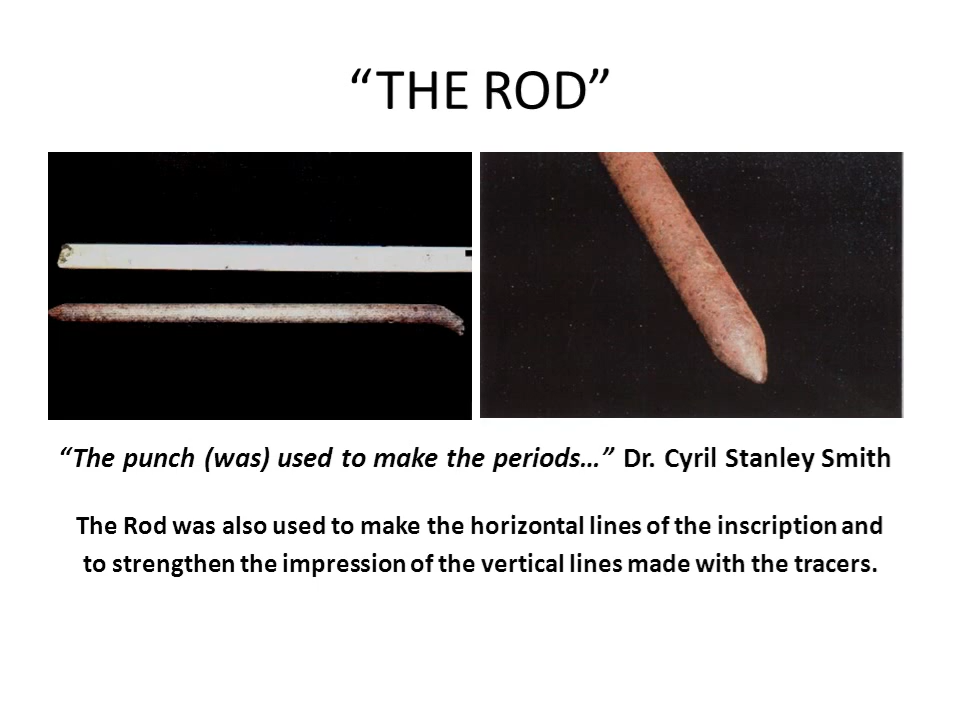 “THE ROD”
“The punch (was) used to make the periods…” Dr. Cyril Stanley Smith
The Rod was also used to make the horizontal lines of the inscription and
to strengthen the impression of the vertical lines made with the tracers.